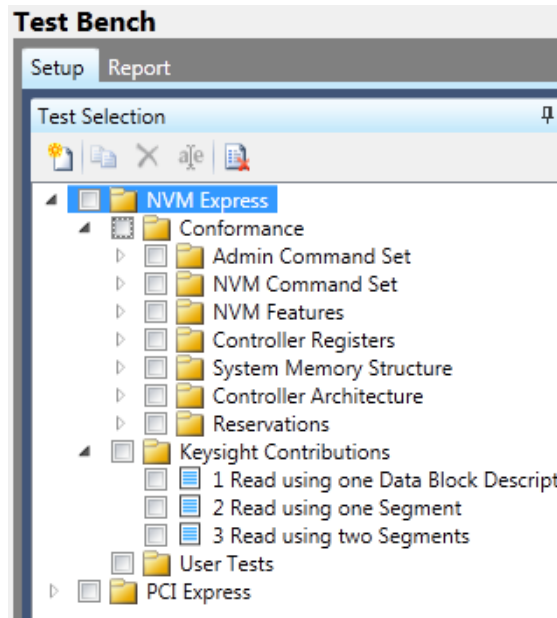 Test Bench
Setup Report
Test Selection
NVM Express
Conformance
Admin Command Set
NVM Command Set
NVM Features
Controller Registers
System Memory Structure
Controller Architecture
Reservations
Keysight Contributions
1 Read using one Data Block Descript
2 Read using one Segment
3 Read using two Segments
User Tests
PCI Express